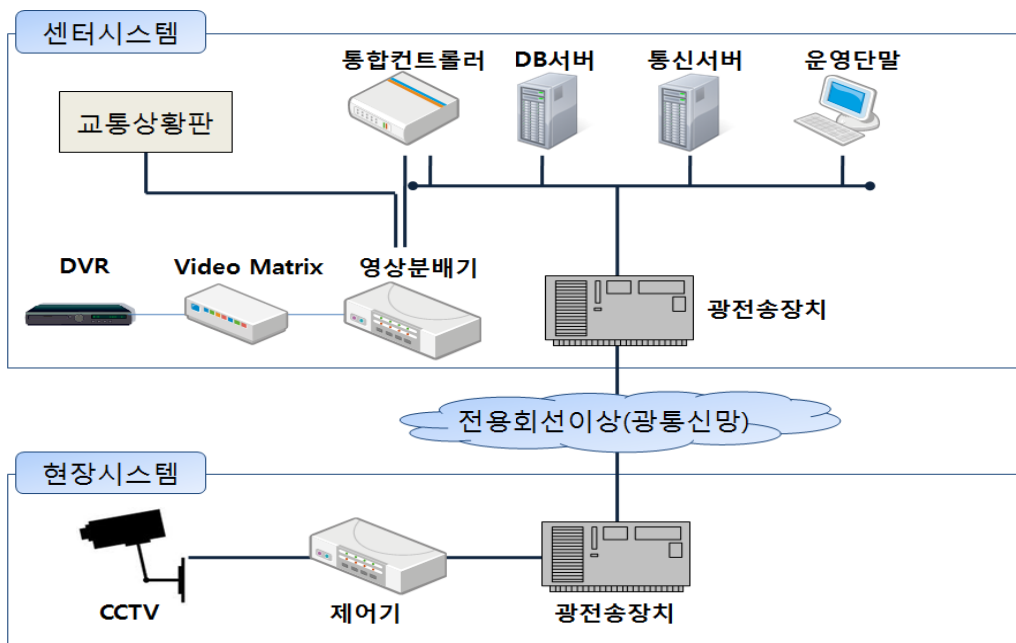 센터시스템
통합컨트롤러
DB서버
통신서버
운영단말
교통상황판
DVR
Video Matrix
영상분배기
광전송장치
전용회선이상(광통신망)
현장시스템
CCTV
제어기
광전송장치